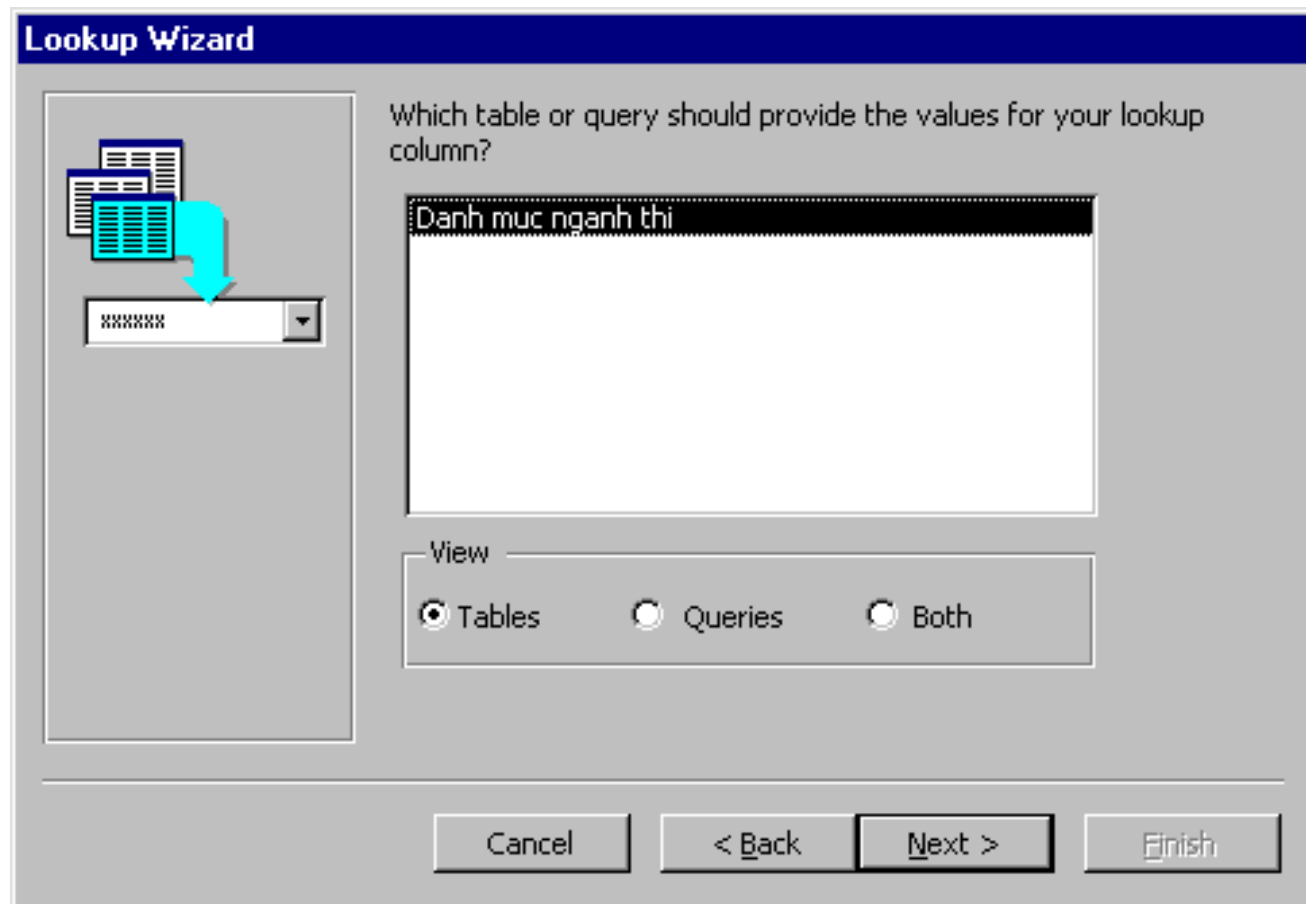 Lookup Wizard
Which table or query should provide the values for your lookup
column?
Danh muc nganh thi
xxxxxx
View
Tables Queries Both
Cancel < Back Next > Finish